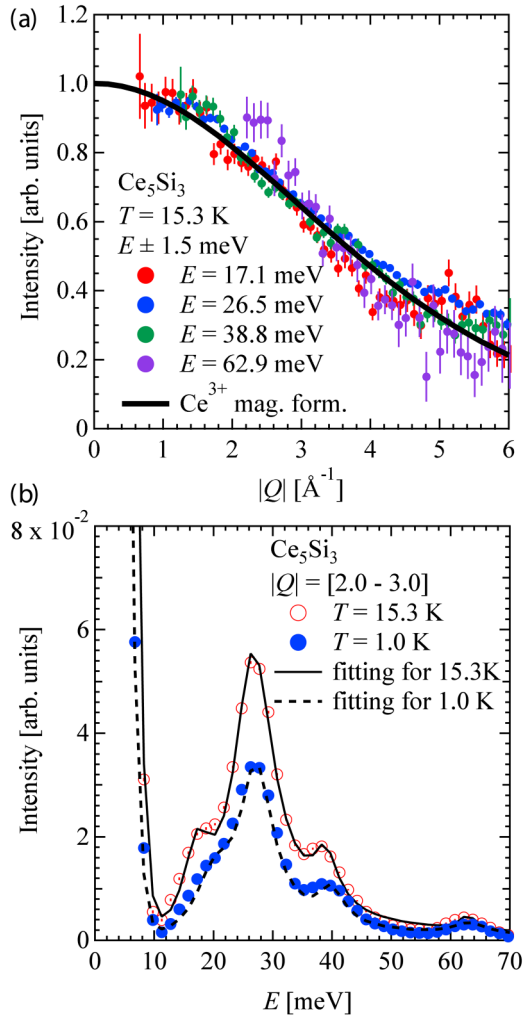 (a)
1.2
1.0
0.8
0.6
0.4
0.2
0
Intensity [arb. units]
Ce₅Si₃
T = 15.3 K
E ± 1.5 meV
E = 17.1 meV
E = 26.5 meV
E = 38.8 meV
E = 62.9 meV
Ce³⁺ mag. form.
0 1 2 3 4 5 6
|Q| [Å⁻¹]
(b)
8 x 10⁻²
6
4
2
0
Intensity [arb. units]
Ce₅Si₃
|Q| = [2.0 - 3.0]
T = 15.3 K
T = 1.0 K
fitting for 15.3K
fitting for 1.0 K
0 10 20 30 40 50 60 70
E [meV]